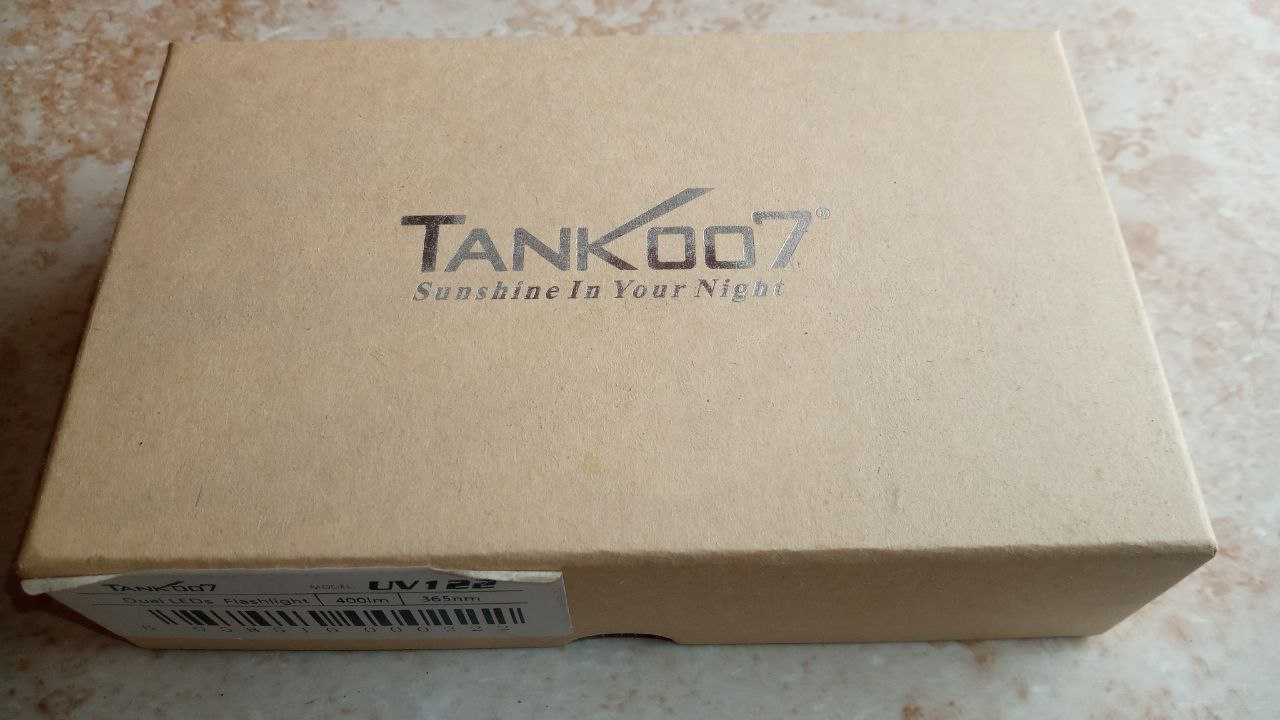 TANK007®
Sunshine In Your Night
TANK007 MODEL: UV122
Dual LEDs Flashlight 400lm 365nm